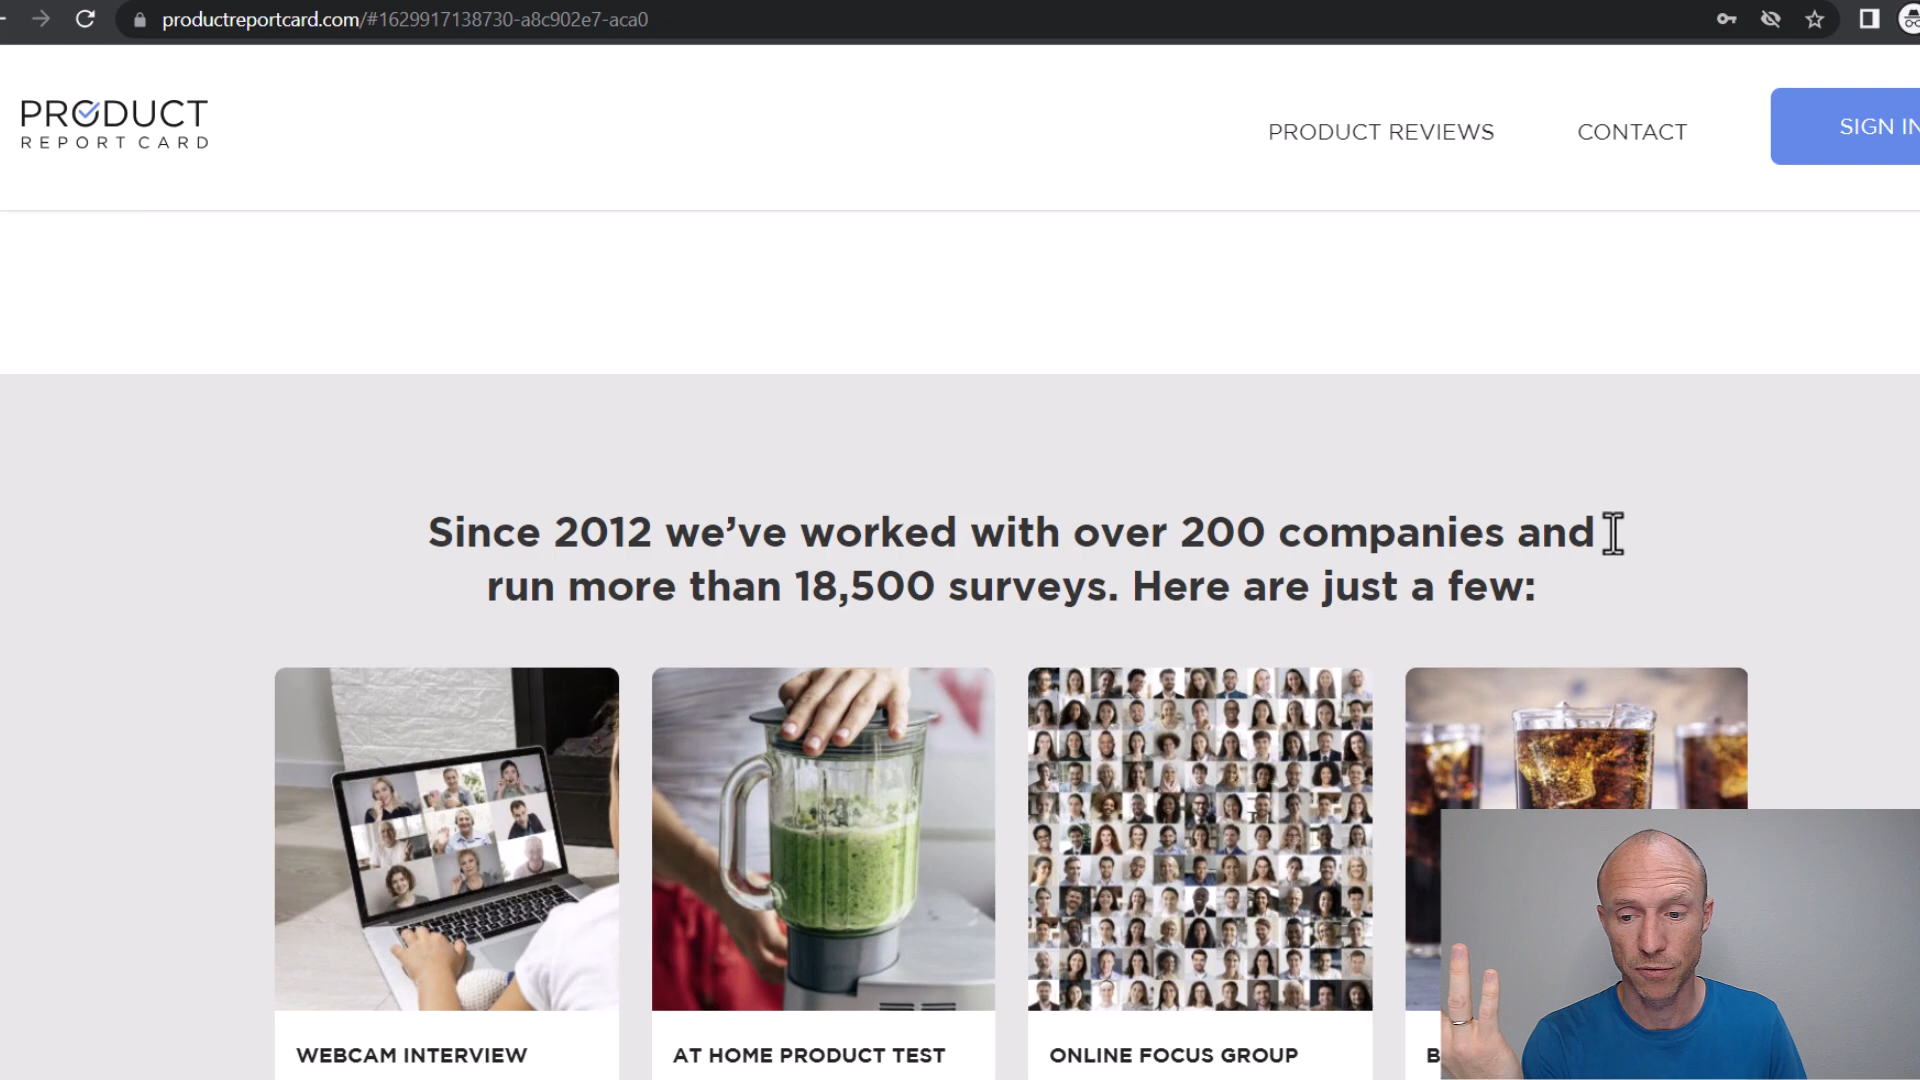 productreportcard.com/#1629917138730-a8c902e7-aca0
PRODUCT
REPORT CARD
PRODUCT REVIEWS
CONTACT
SIGN IN
Since 2012 we’ve worked with over 200 companies and
run more than 18,500 surveys. Here are just a few:
WEBCAM INTERVIEW
AT HOME PRODUCT TEST
ONLINE FOCUS GROUP